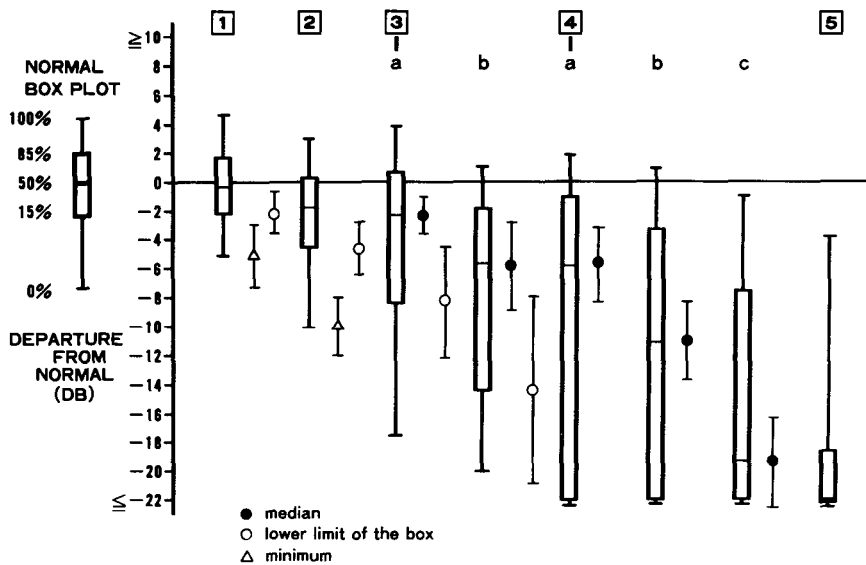 ≥ 10 1 2 3 4 5
8 a b a b c
NORMAL
BOX PLOT
6
100%
85%
50%
15%
0%
4
2
0
−2
−4
−6
−8
−10
−12
−14
−16
−18
−20
≤ −22
DEPARTURE
FROM
NORMAL
(DB)
● median
○ lower limit of the box
△ minimum